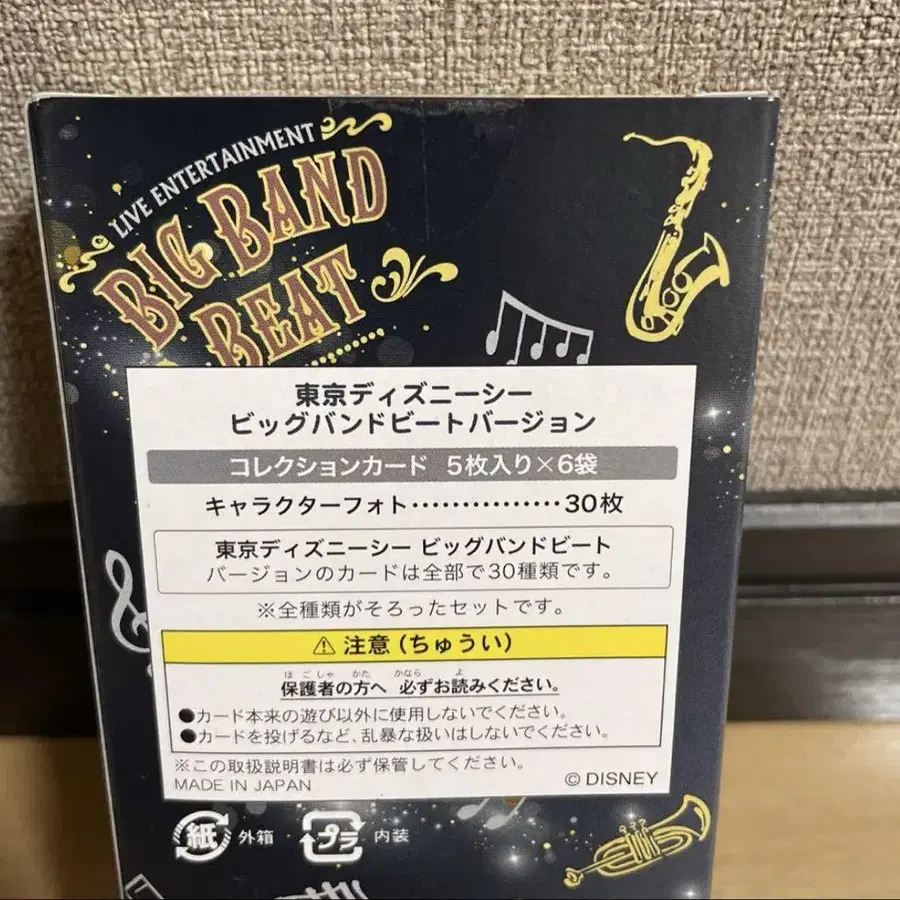 LIVE ENTERTAINMENT
BIG BAND
BEAT
東京ディズニーシー
ビッグバンドビートバージョン
コレクションカード 5枚入り×6袋
キャラクターフォト……………30枚
東京ディズニーシー ビッグバンドビート
バージョンのカードは全部で30種類です。
※全種類がそろったセットです。
⚠ 注意(ちゅうい)
ほごしゃ かた かなら よ
保護者の方へ 必ずお読みください。
●カード本来の遊び以外に使用しないでください。
●カードを投げるなど、乱暴な扱いはしないでください。
※この取扱説明書は必ず保管してください。
MADE IN JAPAN
© DISNEY
紙 外箱 プラ 内装